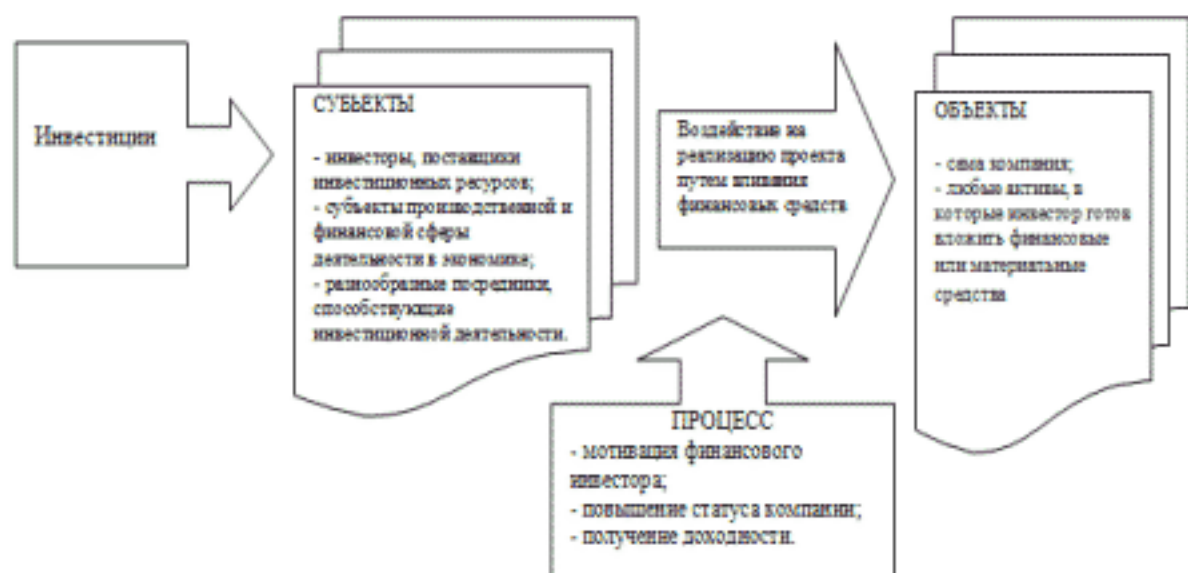 Инвестиции
СУБЪЕКТЫ
- инвесторы, поставщики
инвестиционных ресурсов;
- субъекты производственной и
финансовой сферы
деятельности в экономике;
- разнообразные посредники,
способствующие
инвестиционной деятельности.
Воздействие на
реализацию проекта
путем вливания
финансовых средств
ОБЪЕКТЫ
- сама компания;
- любые активы, в
которые инвестор готов
вложить финансовые
или материальные
средства
ПРОЦЕСС
- мотивация финансового
инвестора;
- повышение статуса компании;
- получение доходности.